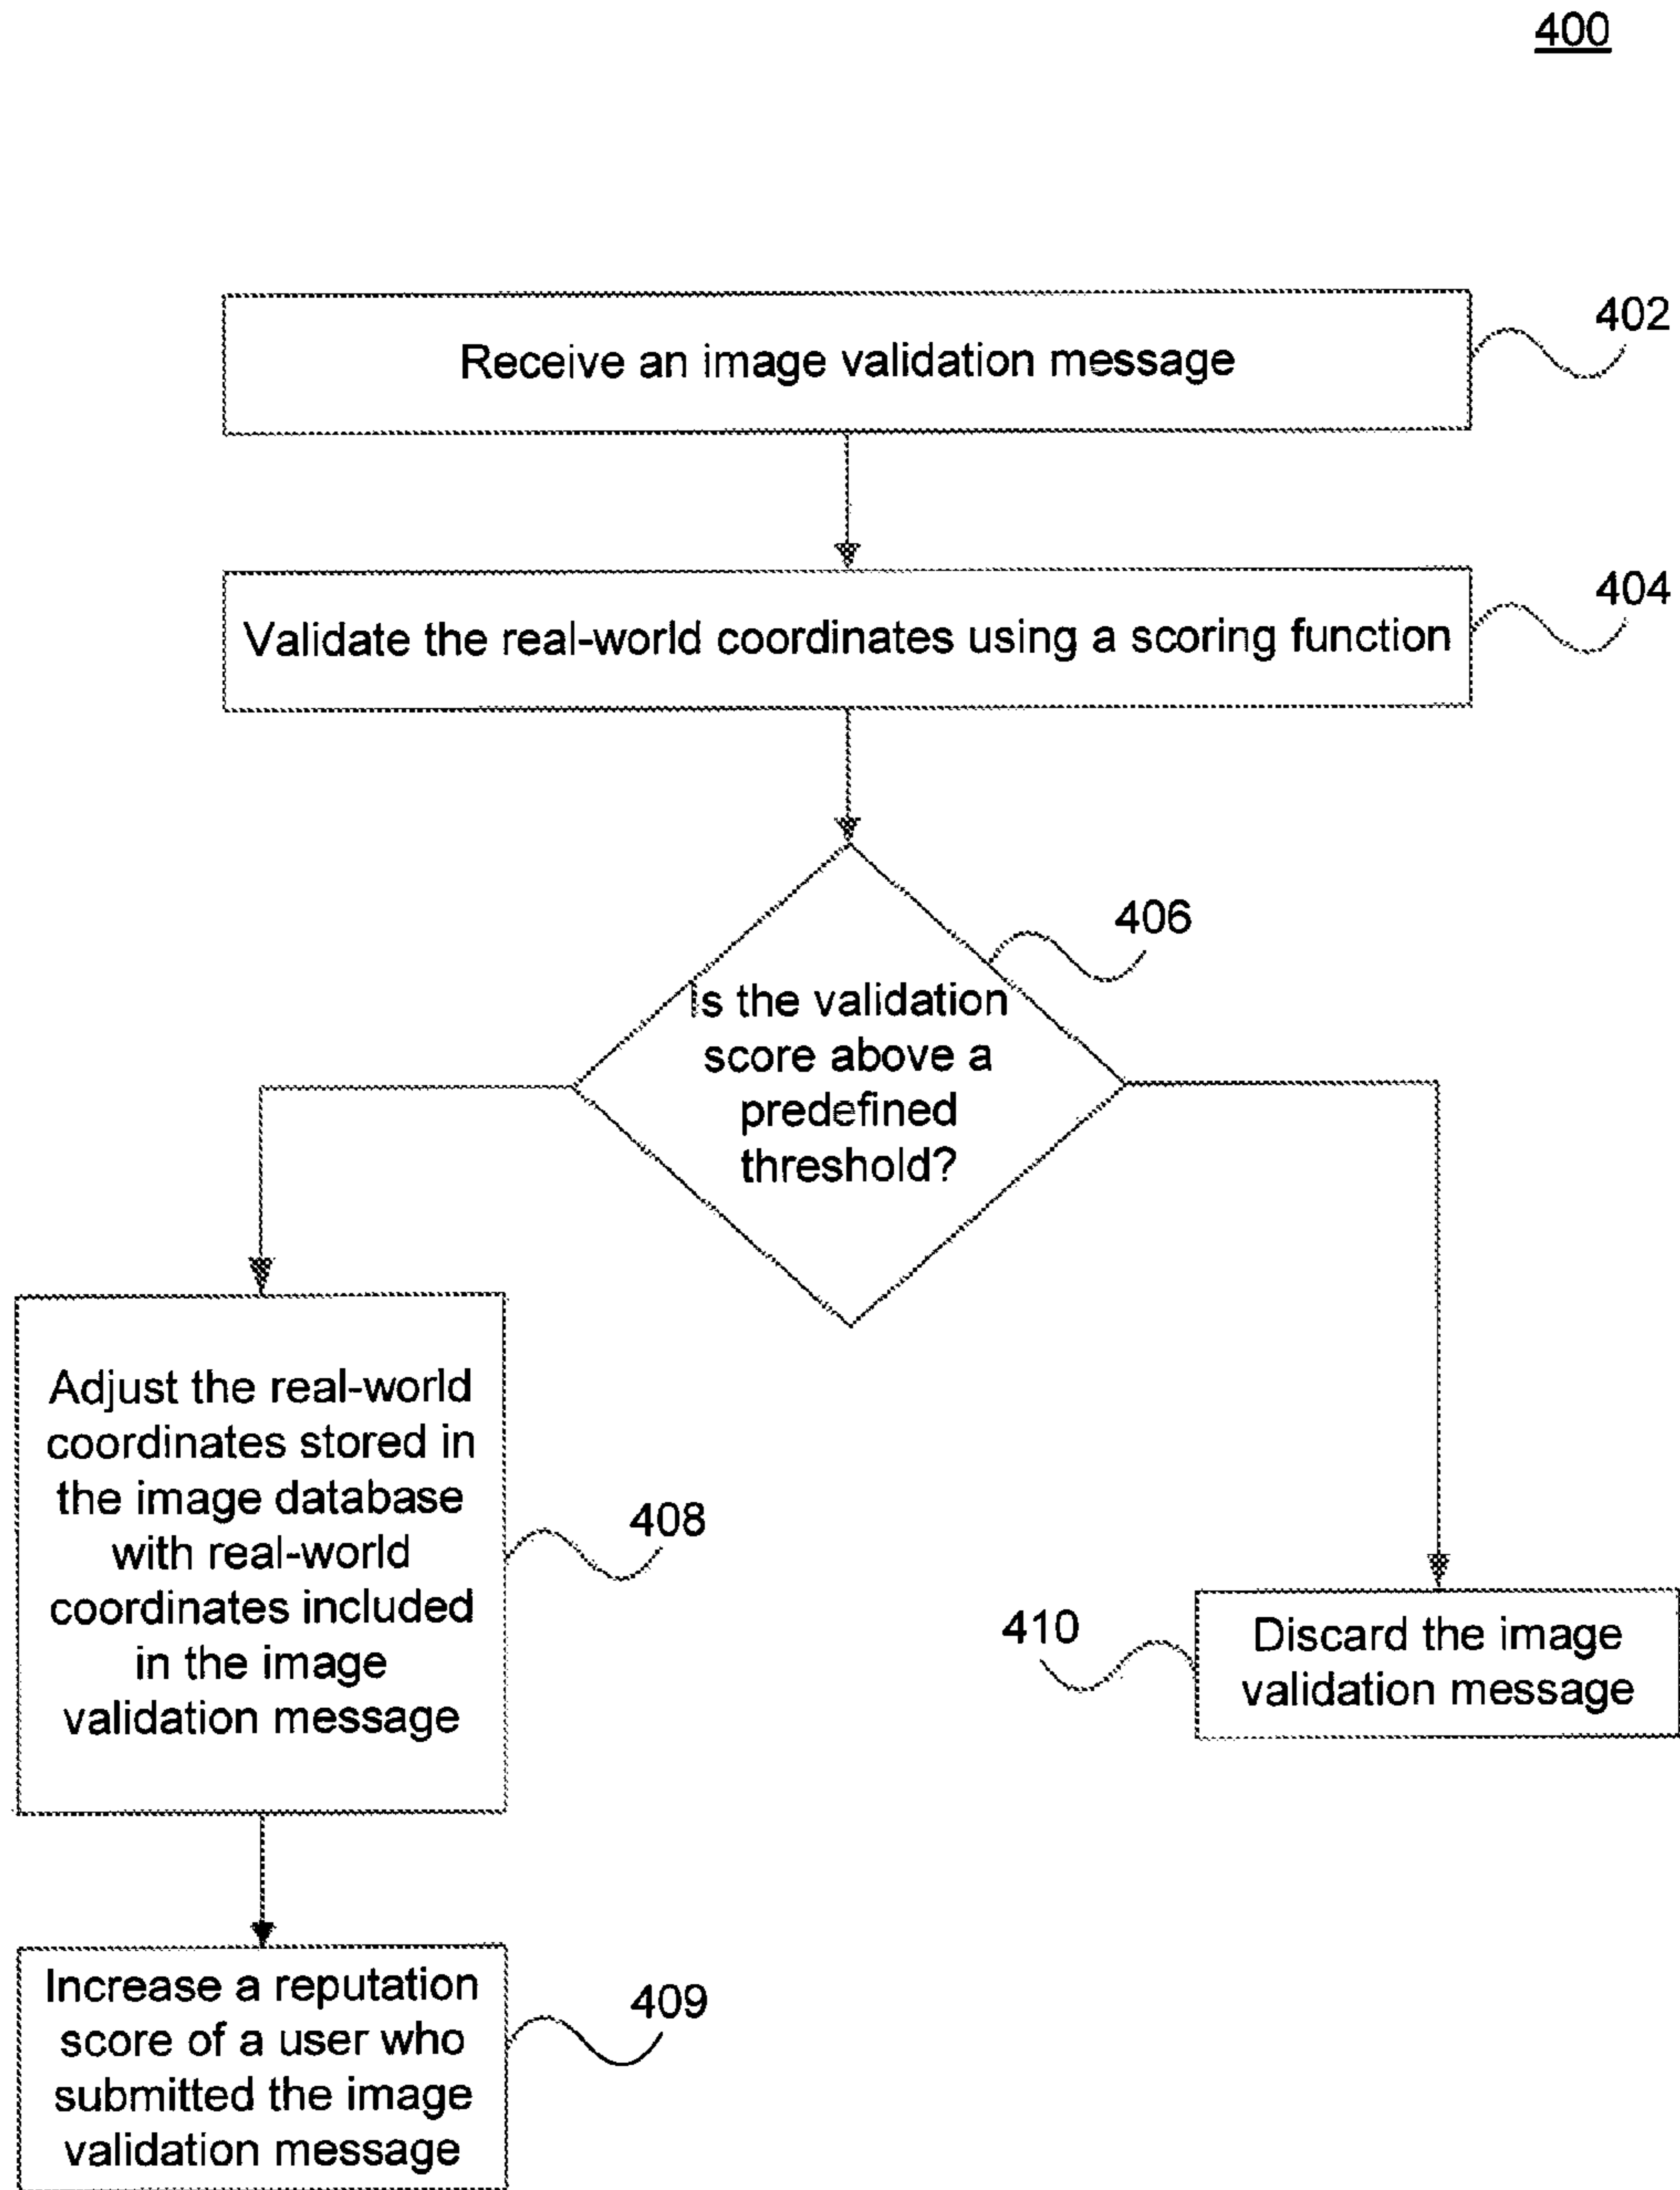 400
Receive an image validation message
402
Validate the real-world coordinates using a scoring function
404
406
Is the validation
score above a
predefined
threshold?
Adjust the real-world
coordinates stored in
the image database
with real-world
coordinates included
in the image
validation message
408
410
Discard the image
validation message
Increase a reputation
score of a user who
submitted the image
validation message
409